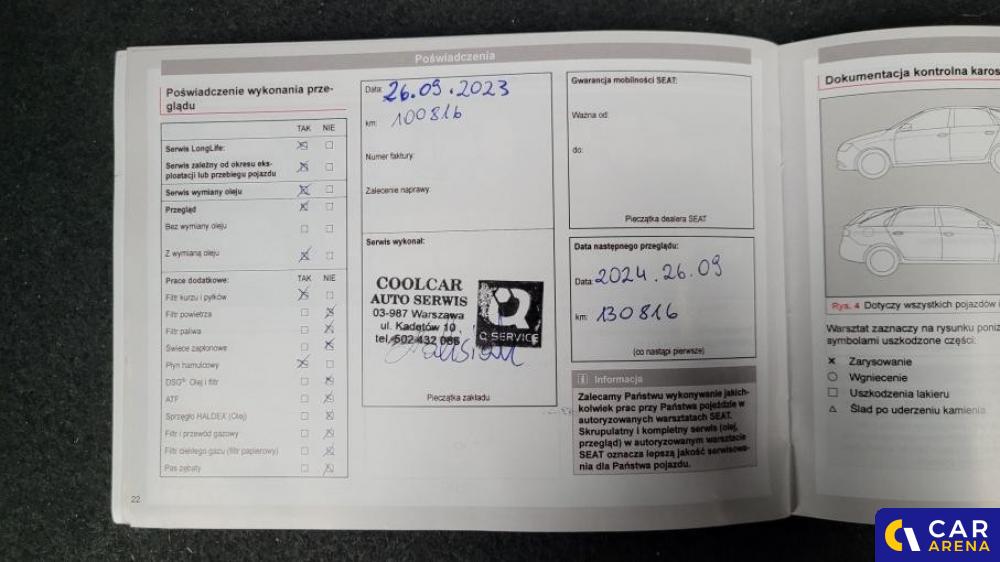 Poświadczenia
Poświadczenie wykonania prze-
glądu
TAK NIE
Serwis LongLife:
Serwis zależny od okresu eks-
ploatacji lub przebiegu pojazdu
Serwis wymiany oleju
Przegląd
Bez wymiany oleju
Z wymianą oleju
Prace dodatkowe: TAK NIE
Filtr kurzu i pyłków
Filtr powietrza
Filtr paliwa
Świece zapłonowe
Płyn hamulcowy
DSG® Olej i filtr
ATF
Sprzęgło HALDEX (Olej)
Filtr i przewód gazowy
Filtr ciekłego gazu (filtr papierowy)
Pas zębaty
22
Data: 26.09.2023
km: 100816
Numer faktury:
Zalecenie naprawy:
Serwis wykonał:
COOLCAR
AUTO SERWIS
03-987 Warszawa
ul. Kadetów 10
tel. 602 432 086
Q SERVICE
Pieczątka zakładu
Gwarancja mobilności SEAT:
Ważna od:
do:
Pieczątka dealera SEAT
Data następnego przeglądu:
Data: 2024.26.09
km: 130816
(co nastąpi pierwsze)
i Informacja
Zalecamy Państwu wykonywanie jakich-
kolwiek prac przy Państwa pojeździe w
autoryzowanych warsztatach SEAT.
Skrupulatny i kompletny serwis (olej,
przegląd) w autoryzowanym warsztacie
SEAT oznacza lepszą jakość serwisowa-
nia dla Państwa pojazdu.
Dokumentacja kontrolna karos
Rys. 4 Dotyczy wszystkich pojazdów
Warsztat zaznaczy na rysunku poniż
symbolami uszkodzone części:
Zarysowanie
Wgniecenie
Uszkodzenia lakieru
Ślad po uderzeniu kamienia
CAR
ARENA